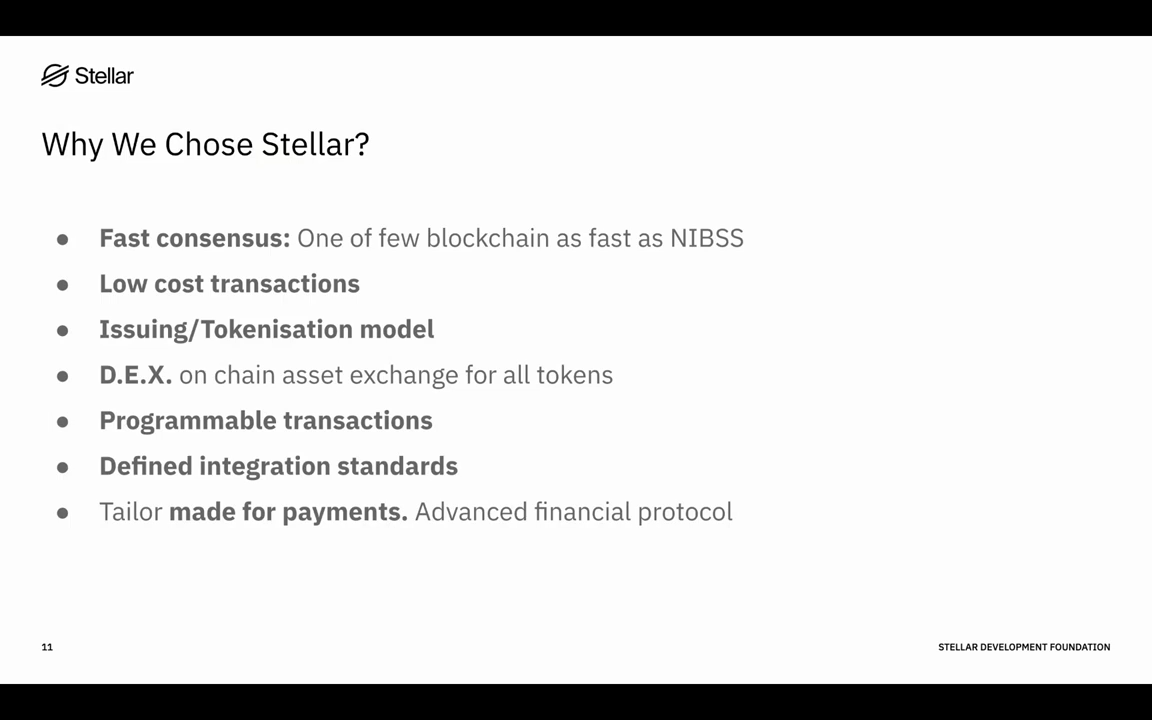 Stellar
Why We Chose Stellar?
● Fast consensus: One of few blockchain as fast as NIBSS
● Low cost transactions
● Issuing/Tokenisation model
● D.E.X. on chain asset exchange for all tokens
● Programmable transactions
● Defined integration standards
● Tailor made for payments. Advanced financial protocol
11
STELLAR DEVELOPMENT FOUNDATION